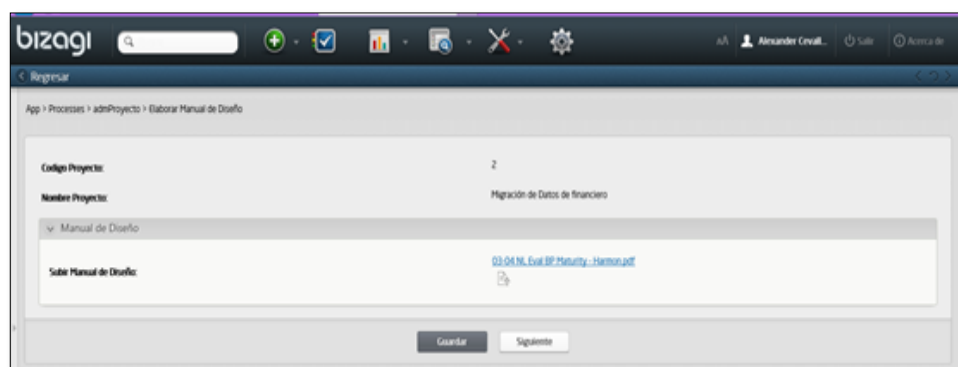 bizagi
Alexander Cevall... Salir Acerca de
Regresar
App > Processes > admProyecto > Elaborar Manual de Diseño
Codigo Proyecto: 2
Nombre Proyecto: Migración de Datos de financiero
Manual de Diseño
Subir Manual de Diseño: 03-04 NL Eval BP Maturity - Harmon.pdf
Guardar Siguiente